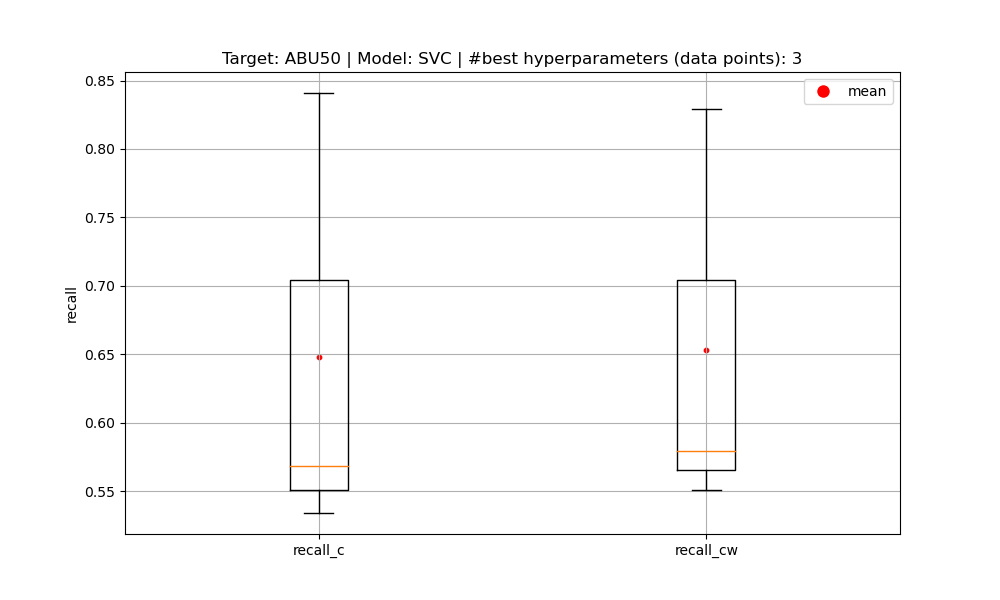 Target: ABU50 | Model: SVC | #best hyperparameters (data points): 3
mean
recall
0.85
0.80
0.75
0.70
0.65
0.60
0.55
recall_c
recall_cw